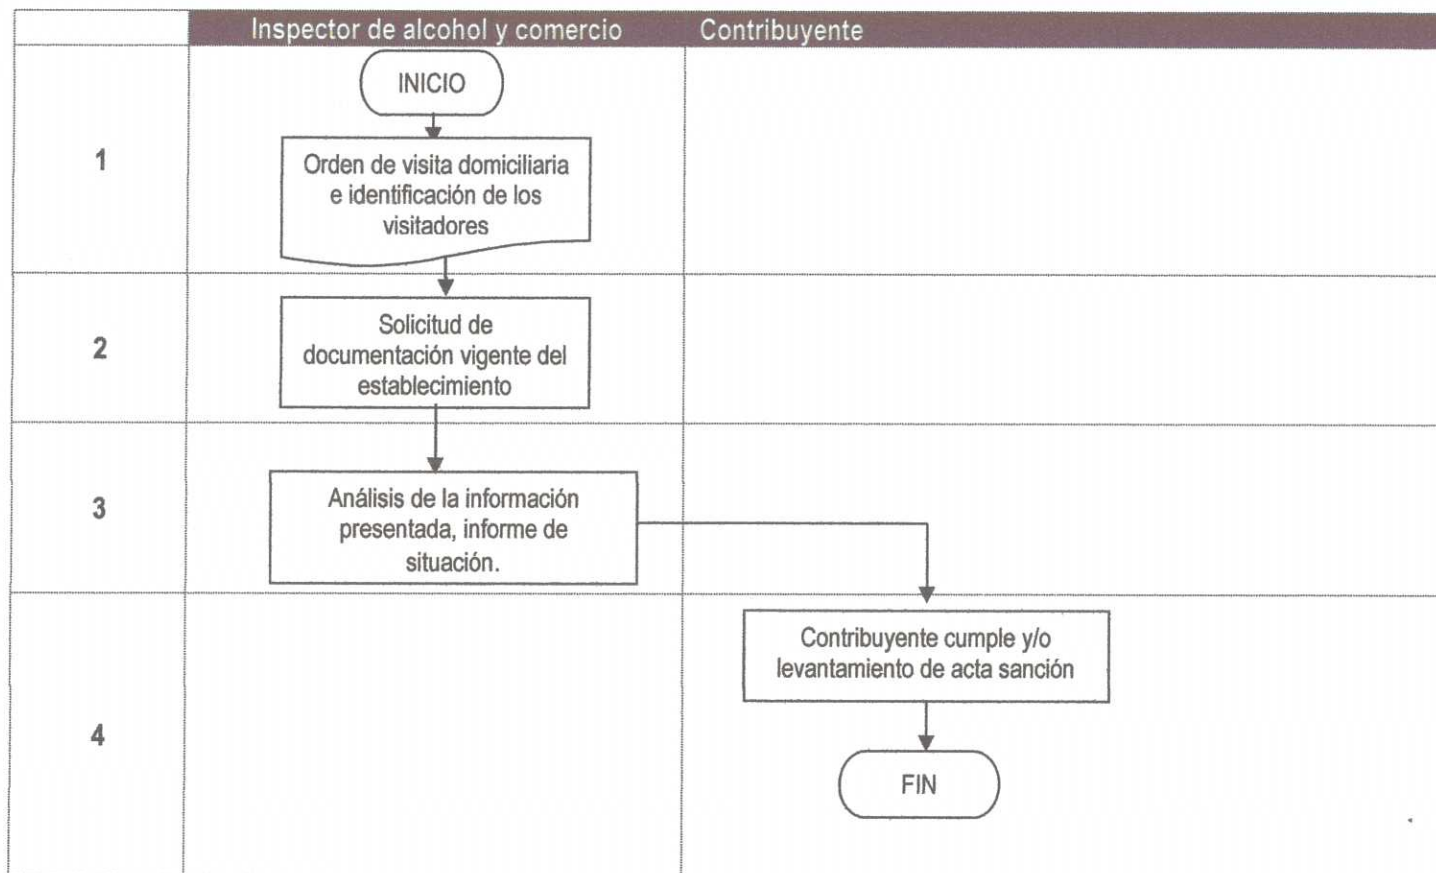 Inspector de alcohol y comercio
Contribuyente
INICIO
1
Orden de visita domiciliaria
e identificación de los
visitadores
2
Solicitud de
documentación vigente del
establecimiento
3
Análisis de la información
presentada, informe de
situación.
4
Contribuyente cumple y/o
levantamiento de acta sanción
FIN